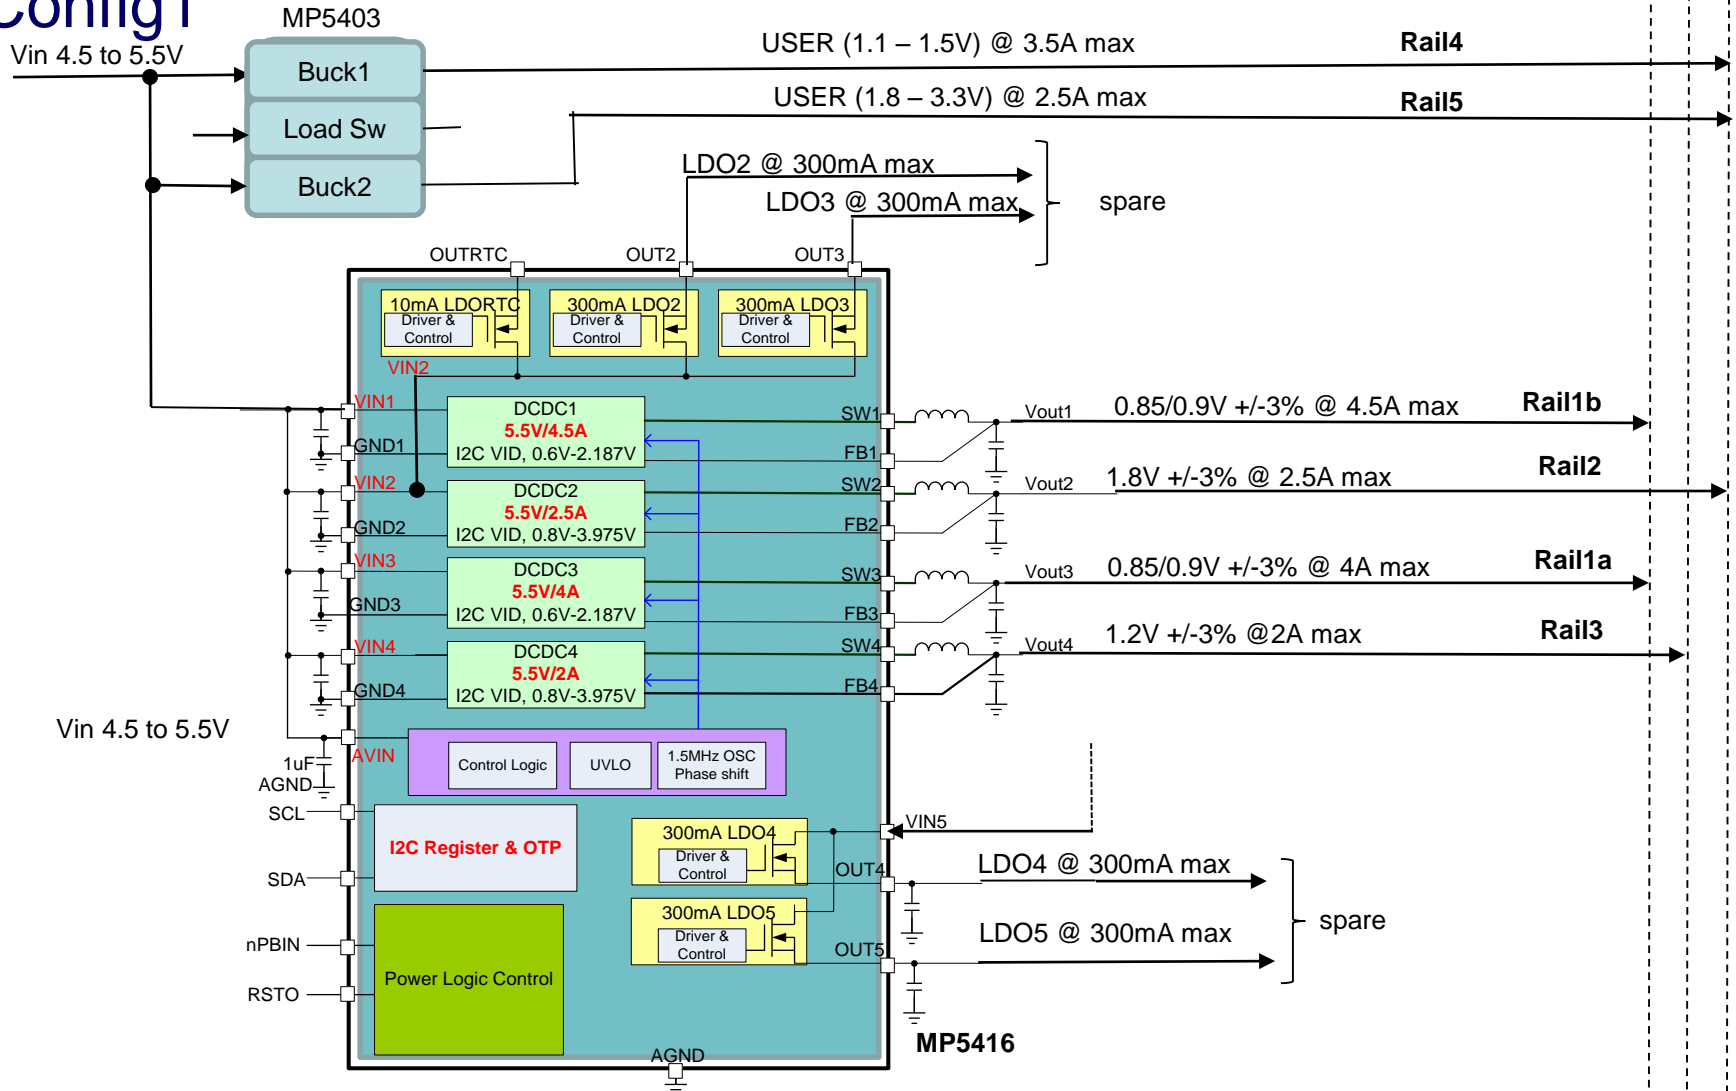 Config1
MP5403
Vin 4.5 to 5.5V
Buck1
Load Sw
Buck2
USER (1.1 – 1.5V) @ 3.5A max
Rail4
USER (1.8 – 3.3V) @ 2.5A max
Rail5
LDO2 @ 300mA max
LDO3 @ 300mA max
spare
OUTRTC
OUT2
OUT3
10mA LDORTC
Driver &
Control
300mA LDO2
Driver &
Control
300mA LDO3
Driver &
Control
VIN2
VIN1
GND1
DCDC1
5.5V/4.5A
I2C VID, 0.6V-2.187V
SW1
FB1
Vout1
0.85/0.9V +/-3% @ 4.5A max
Rail1b
VIN2
GND2
DCDC2
5.5V/2.5A
I2C VID, 0.8V-3.975V
SW2
FB2
Vout2
1.8V +/-3% @ 2.5A max
Rail2
VIN3
GND3
DCDC3
5.5V/4A
I2C VID, 0.6V-2.187V
SW3
FB3
Vout3
0.85/0.9V +/-3% @ 4A max
Rail1a
VIN4
GND4
DCDC4
5.5V/2A
I2C VID, 0.8V-3.975V
SW4
FB4
Vout4
1.2V +/-3% @2A max
Rail3
Vin 4.5 to 5.5V
1uF
AGND
AVIN
Control Logic
UVLO
1.5MHz OSC
Phase shift
SCL
SDA
I2C Register & OTP
nPBIN
RSTO
Power Logic Control
VIN5
300mA LDO4
Driver &
Control
OUT4
LDO4 @ 300mA max
300mA LDO5
Driver &
Control
OUT5
LDO5 @ 300mA max
spare
MP5416
AGND